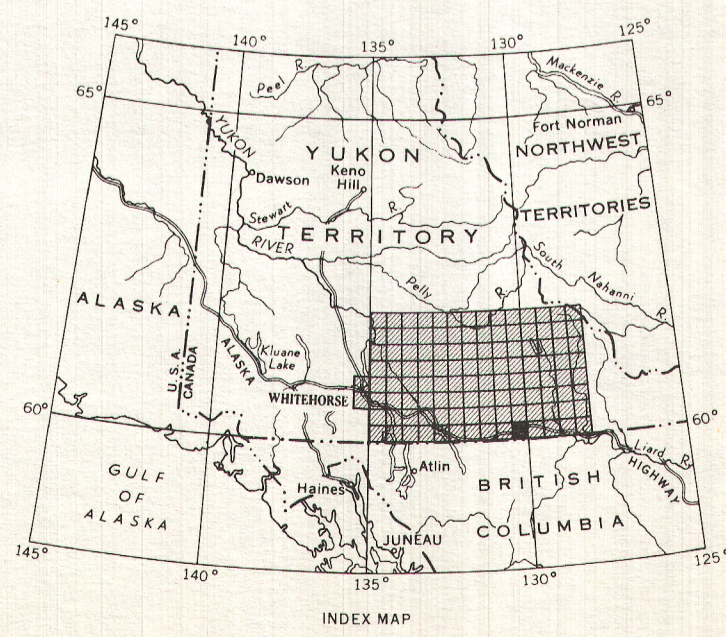 145°
140°
135°
130°
125°
65°
Peel R.
Mackenzie R.
65°
Fort Norman
YUKON
YUKON
NORTHWEST
Keno
Hill
Dawson
Stewart
R.
TERRITORIES
TERRITORY
RIVER
South Nahanni R.
Pelly R.
ALASKA
ALASKA
Kluane
Lake
U.S.A.
CANADA
WHITEHORSE
60°
60°
Liard R.
HIGHWAY
Atlin
BRITISH
GULF
OF
ALASKA
Haines
COLUMBIA
JUNEAU
145°
140°
135°
130°
125°
INDEX MAP